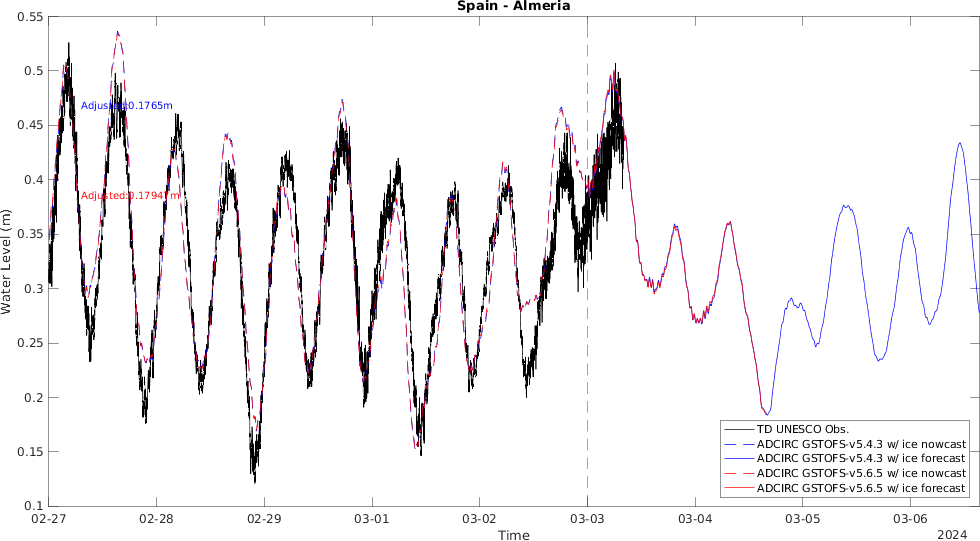 Spain - Almeria
0.55
0.5
0.45
0.4
0.35
0.3
0.25
0.2
0.15
0.1
Water Level (m)
Adjusted:0.1765m
Adjusted:0.1794 m
02-27 02-28 02-29 03-01 03-02 03-03 03-04 03-05 03-06
Time
2024
TD UNESCO Obs.
ADCIRC GSTOFS-v5.4.3 w/ ice nowcast
ADCIRC GSTOFS-v5.4.3 w/ ice forecast
ADCIRC GSTOFS-v5.6.5 w/ ice nowcast
ADCIRC GSTOFS-v5.6.5 w/ ice forecast